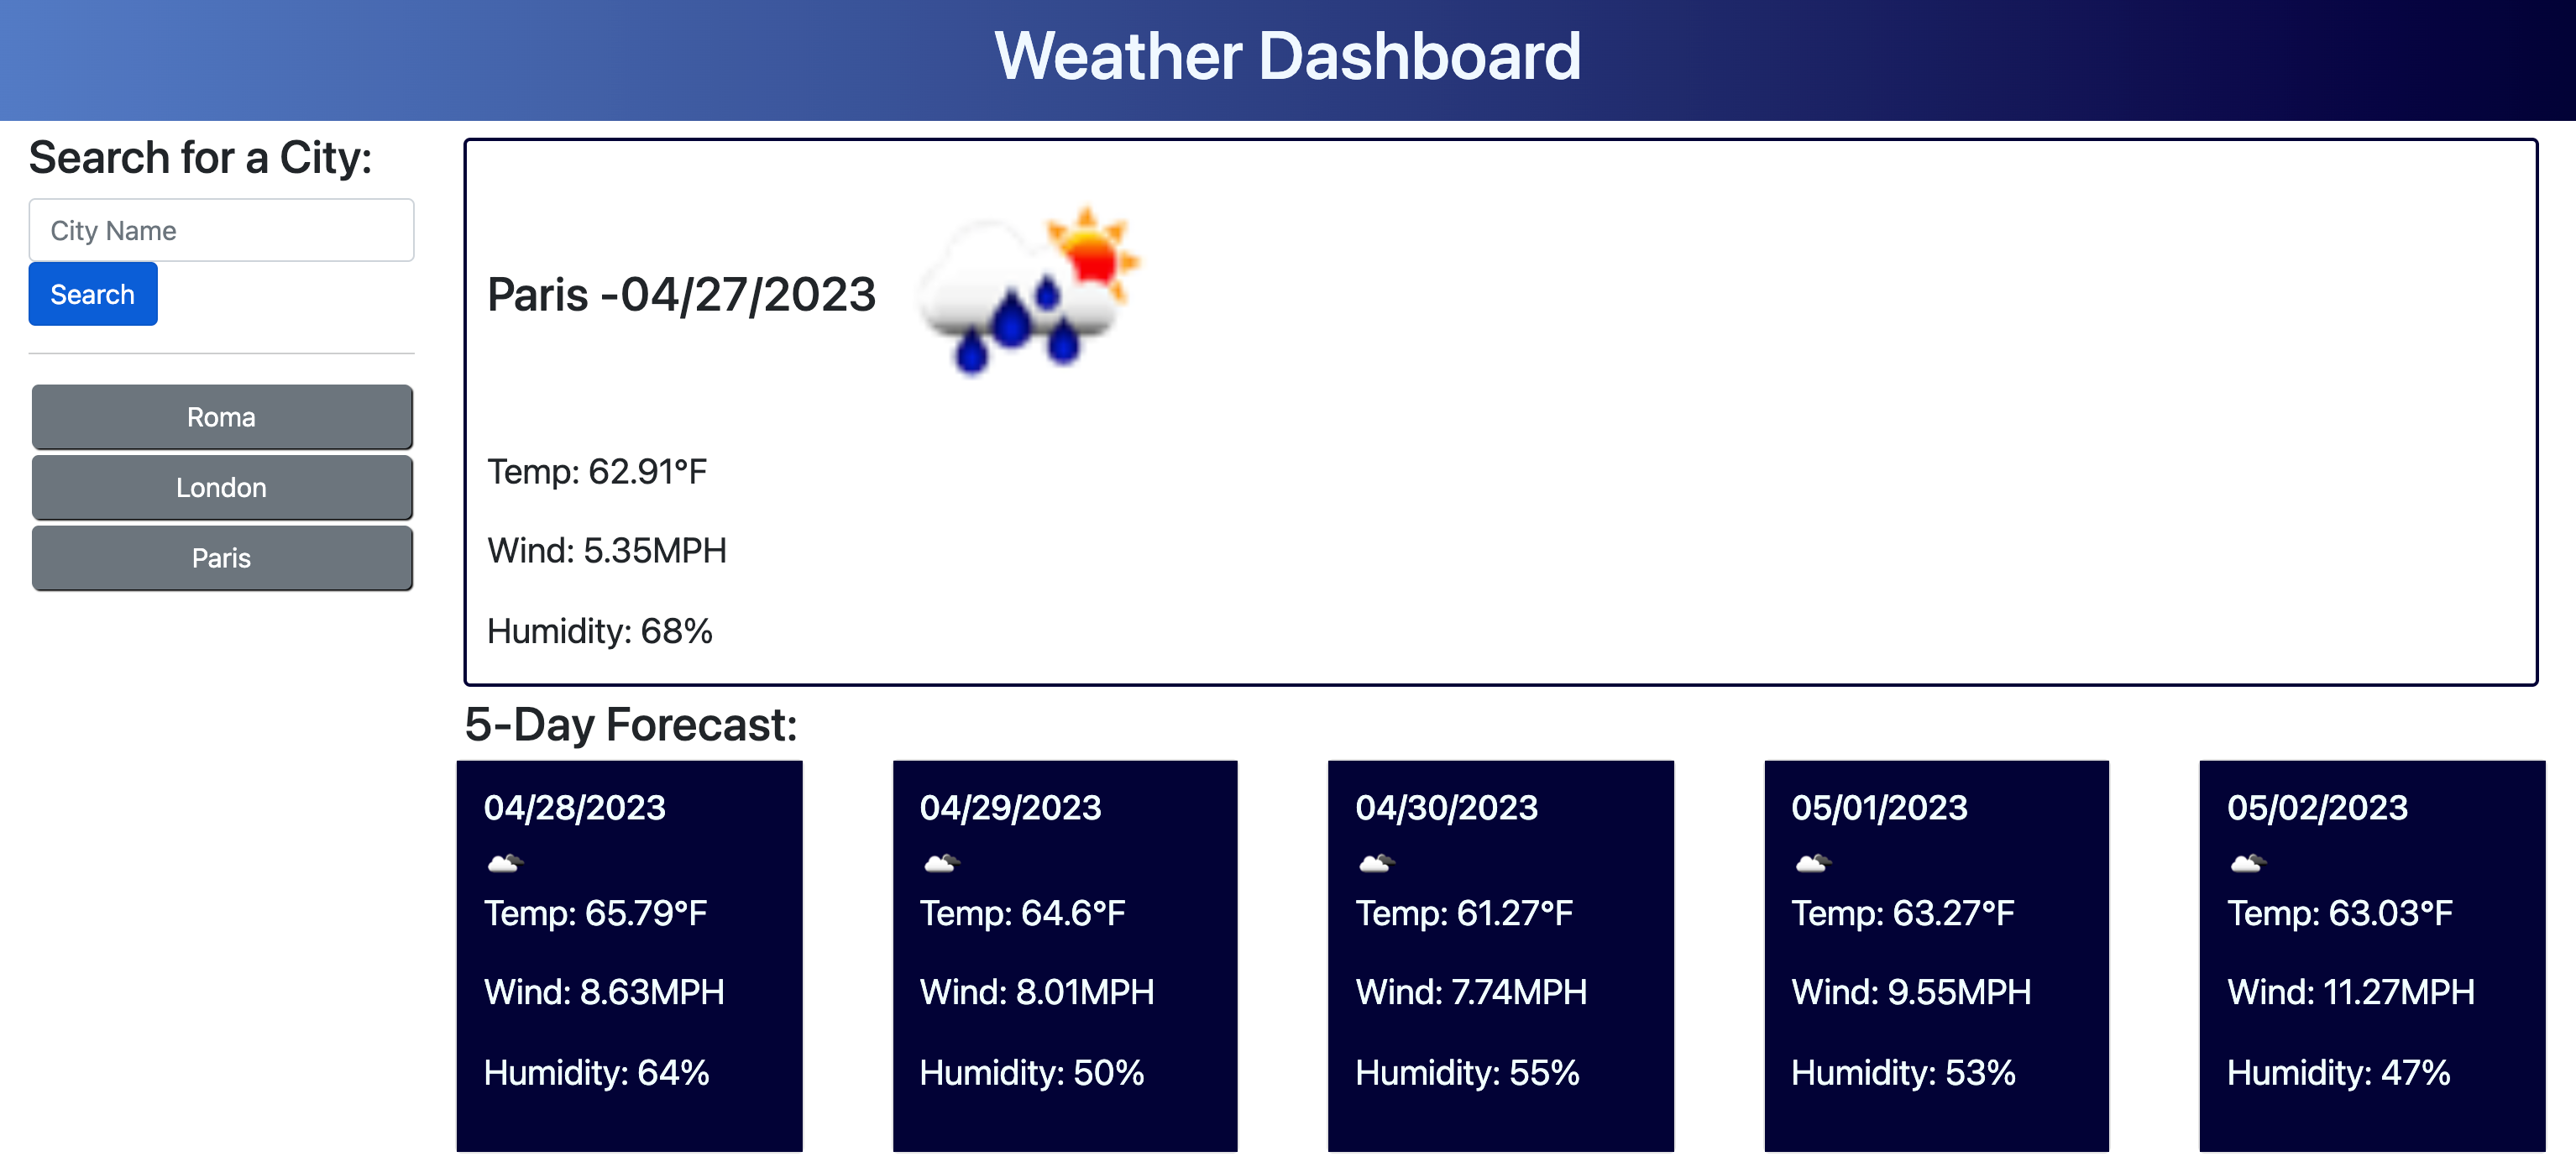 Weather Dashboard
Search for a City:
City Name
Search
Roma
London
Paris
Paris -04/27/2023
Temp: 62.91°F
Wind: 5.35MPH
Humidity: 68%
5-Day Forecast:
04/28/2023
Temp: 65.79°F
Wind: 8.63MPH
Humidity: 64%
04/29/2023
Temp: 64.6°F
Wind: 8.01MPH
Humidity: 50%
04/30/2023
Temp: 61.27°F
Wind: 7.74MPH
Humidity: 55%
05/01/2023
Temp: 63.27°F
Wind: 9.55MPH
Humidity: 53%
05/02/2023
Temp: 63.03°F
Wind: 11.27MPH
Humidity: 47%